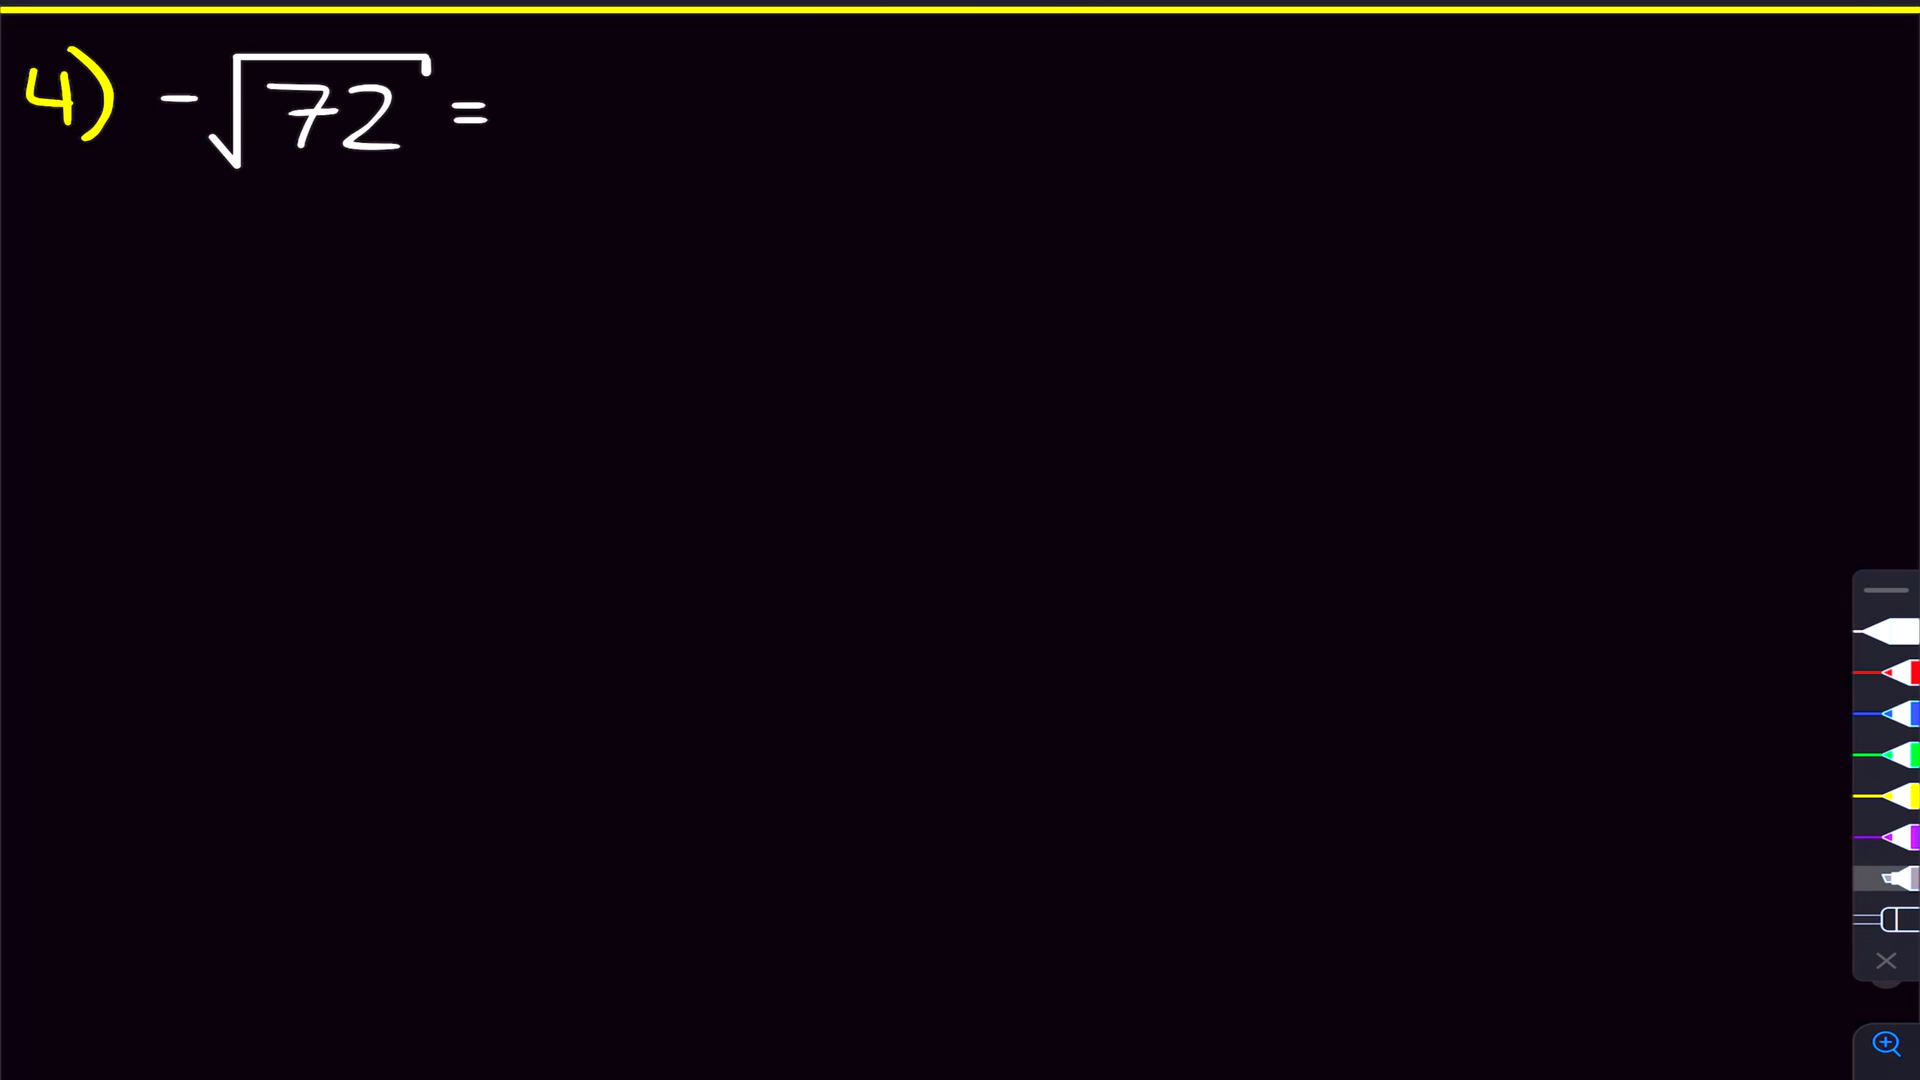 4) -√72 =